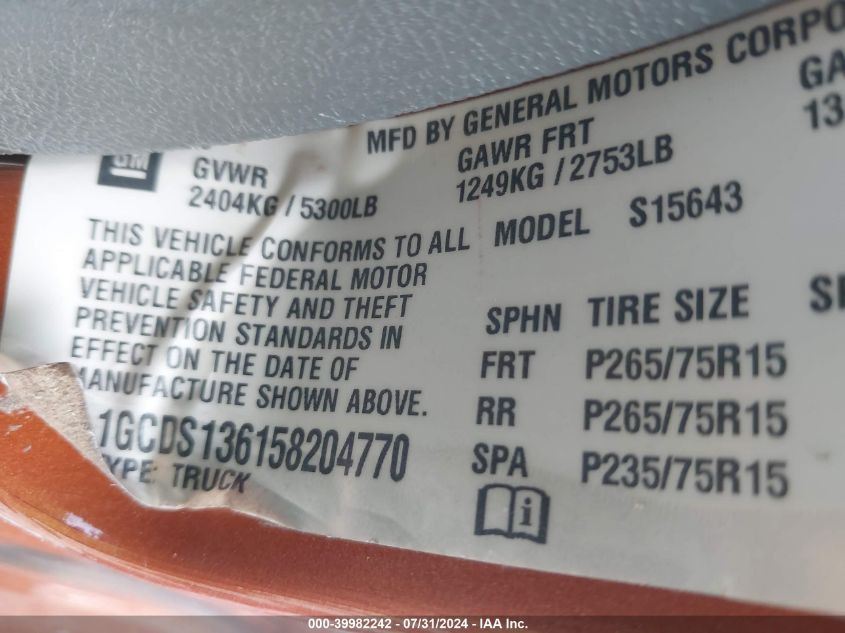 MFD BY GENERAL MOTORS
GM GVWR GAWR FRT
2404KG / 5300LB 1249KG / 2753LB 13
THIS VEHICLE CONFORMS TO ALL MODEL S15643
APPLICABLE FEDERAL MOTOR
VEHICLE SAFETY AND THEFT
PREVENTION STANDARDS IN
EFFECT ON THE DATE OF
MANUFACTURE SHOWN ABOVE.
1GCDS136158204770
TYPE: TRUCK
SPHN TIRE SIZE
FRT P265/75R15
RR P265/75R15
SPA P235/75R15
i
000-39982242 - 07/31/2024 - IAA Inc.